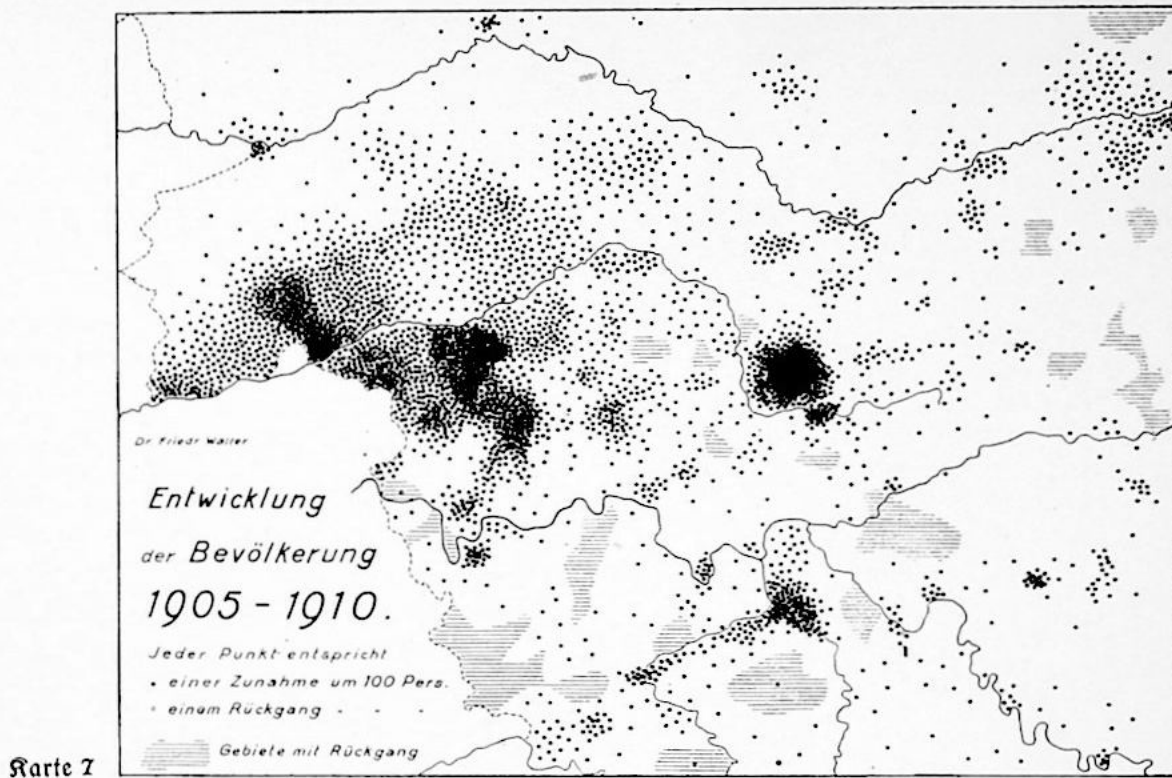 Dr Friedr Walter
Entwicklung
der Bevölkerung
1905 - 1910.
Jeder Punkt entspricht
• einer Zunahme um 100 Pers.
◦ einem Rückgang - - -
Gebiete mit Rückgang
Karte 7